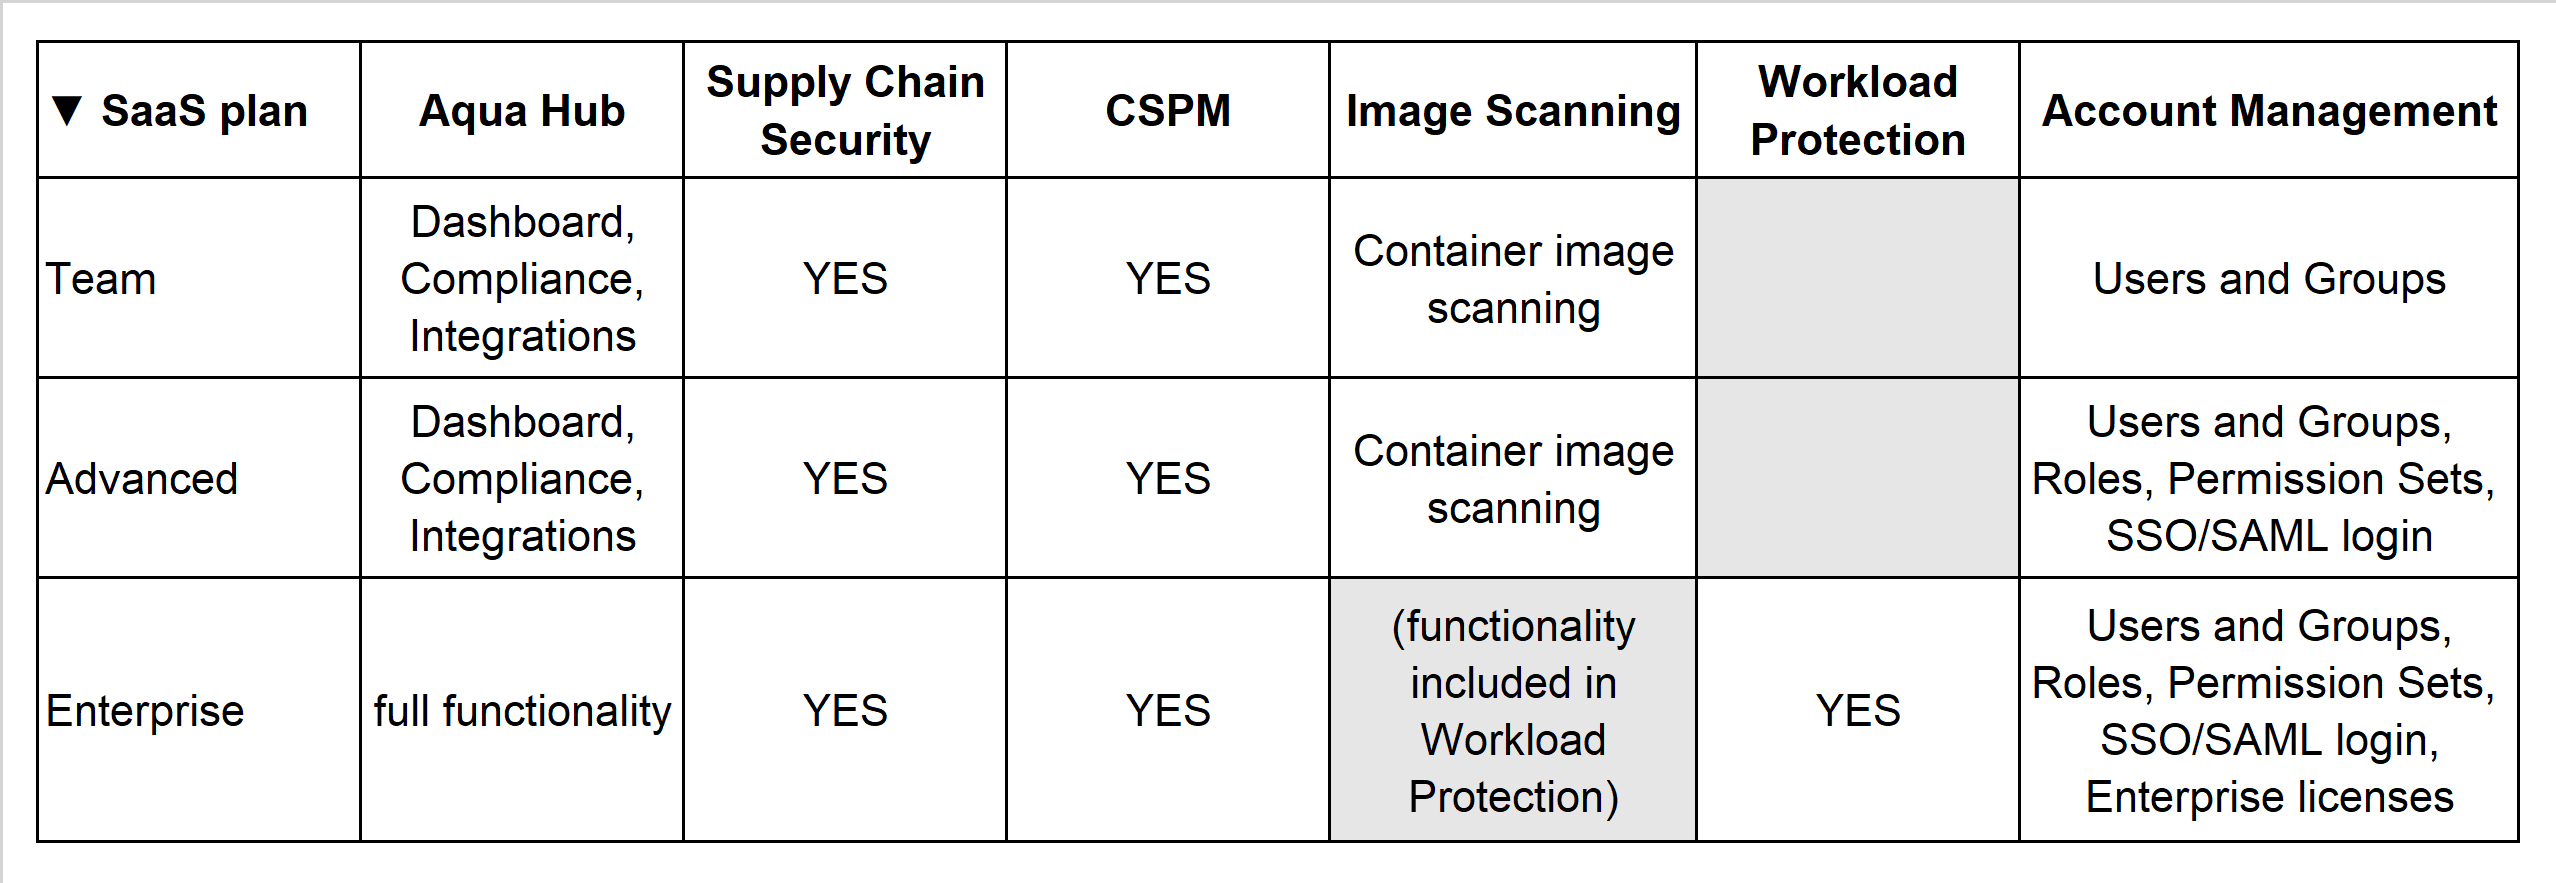 ▼ SaaS plan
Aqua Hub
Supply Chain
Security
CSPM
Image Scanning
Workload
Protection
Account Management
Team
Dashboard,
Compliance,
Integrations
YES
YES
Container image
scanning
Users and Groups
Advanced
Dashboard,
Compliance,
Integrations
YES
YES
Container image
scanning
Users and Groups,
Roles, Permission Sets,
SSO/SAML login
Enterprise
full functionality
YES
YES
(functionality
included in
Workload
Protection)
YES
Users and Groups,
Roles, Permission Sets,
SSO/SAML login,
Enterprise licenses